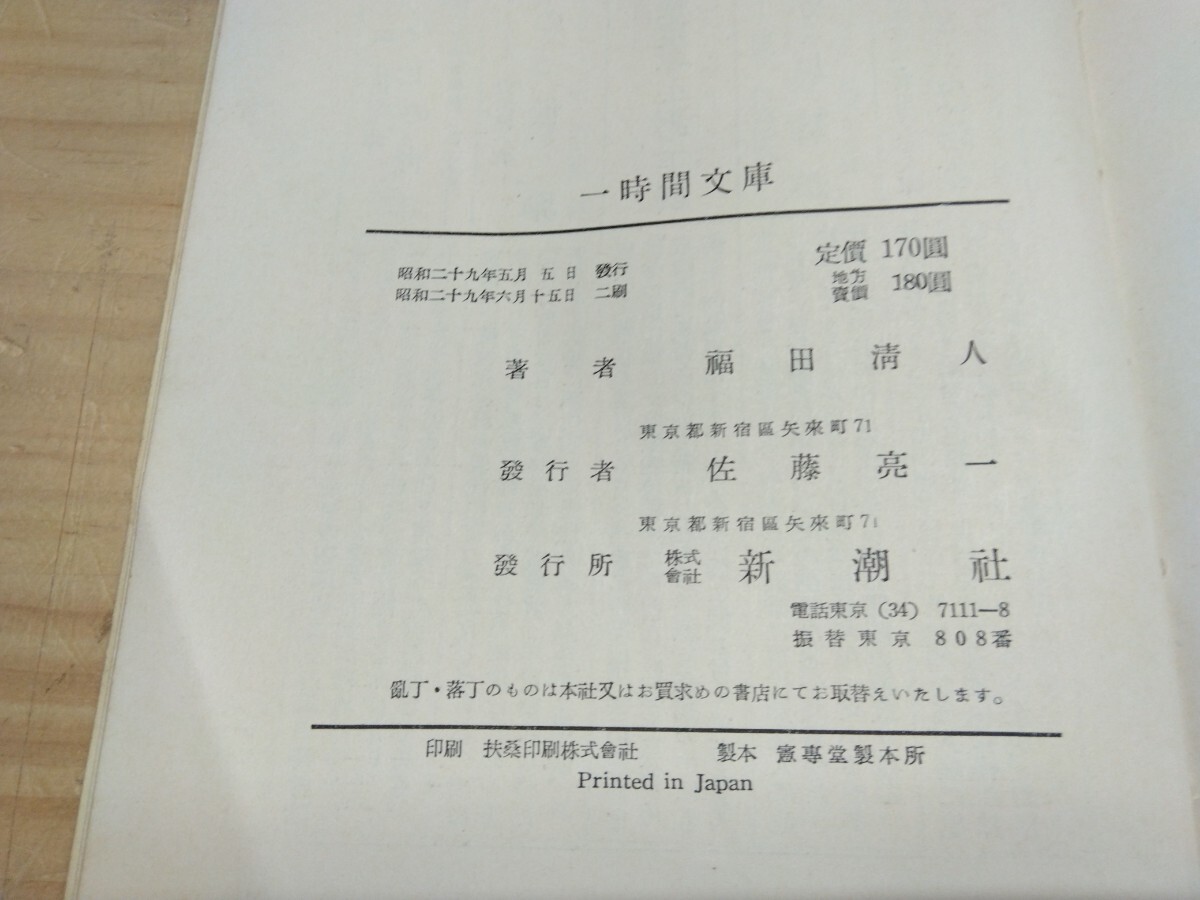 一時間文庫
昭和二十九年五月 五 日 發行
昭和二十九年六月十五日 二刷
定價 170圓
地方賣價 180圓
著者 福田淸人
東京都新宿區矢來町71
發行者 佐藤亮一
東京都新宿區矢來町71
發行所 株式會社 新潮社
電話東京 (34) 7111—8
振替東京 808番
亂丁・落丁のものは本社又はお買求めの書店にてお取替えいたします。
印刷 扶桑印刷株式會社 製本 憲專堂製本所
Printed in Japan